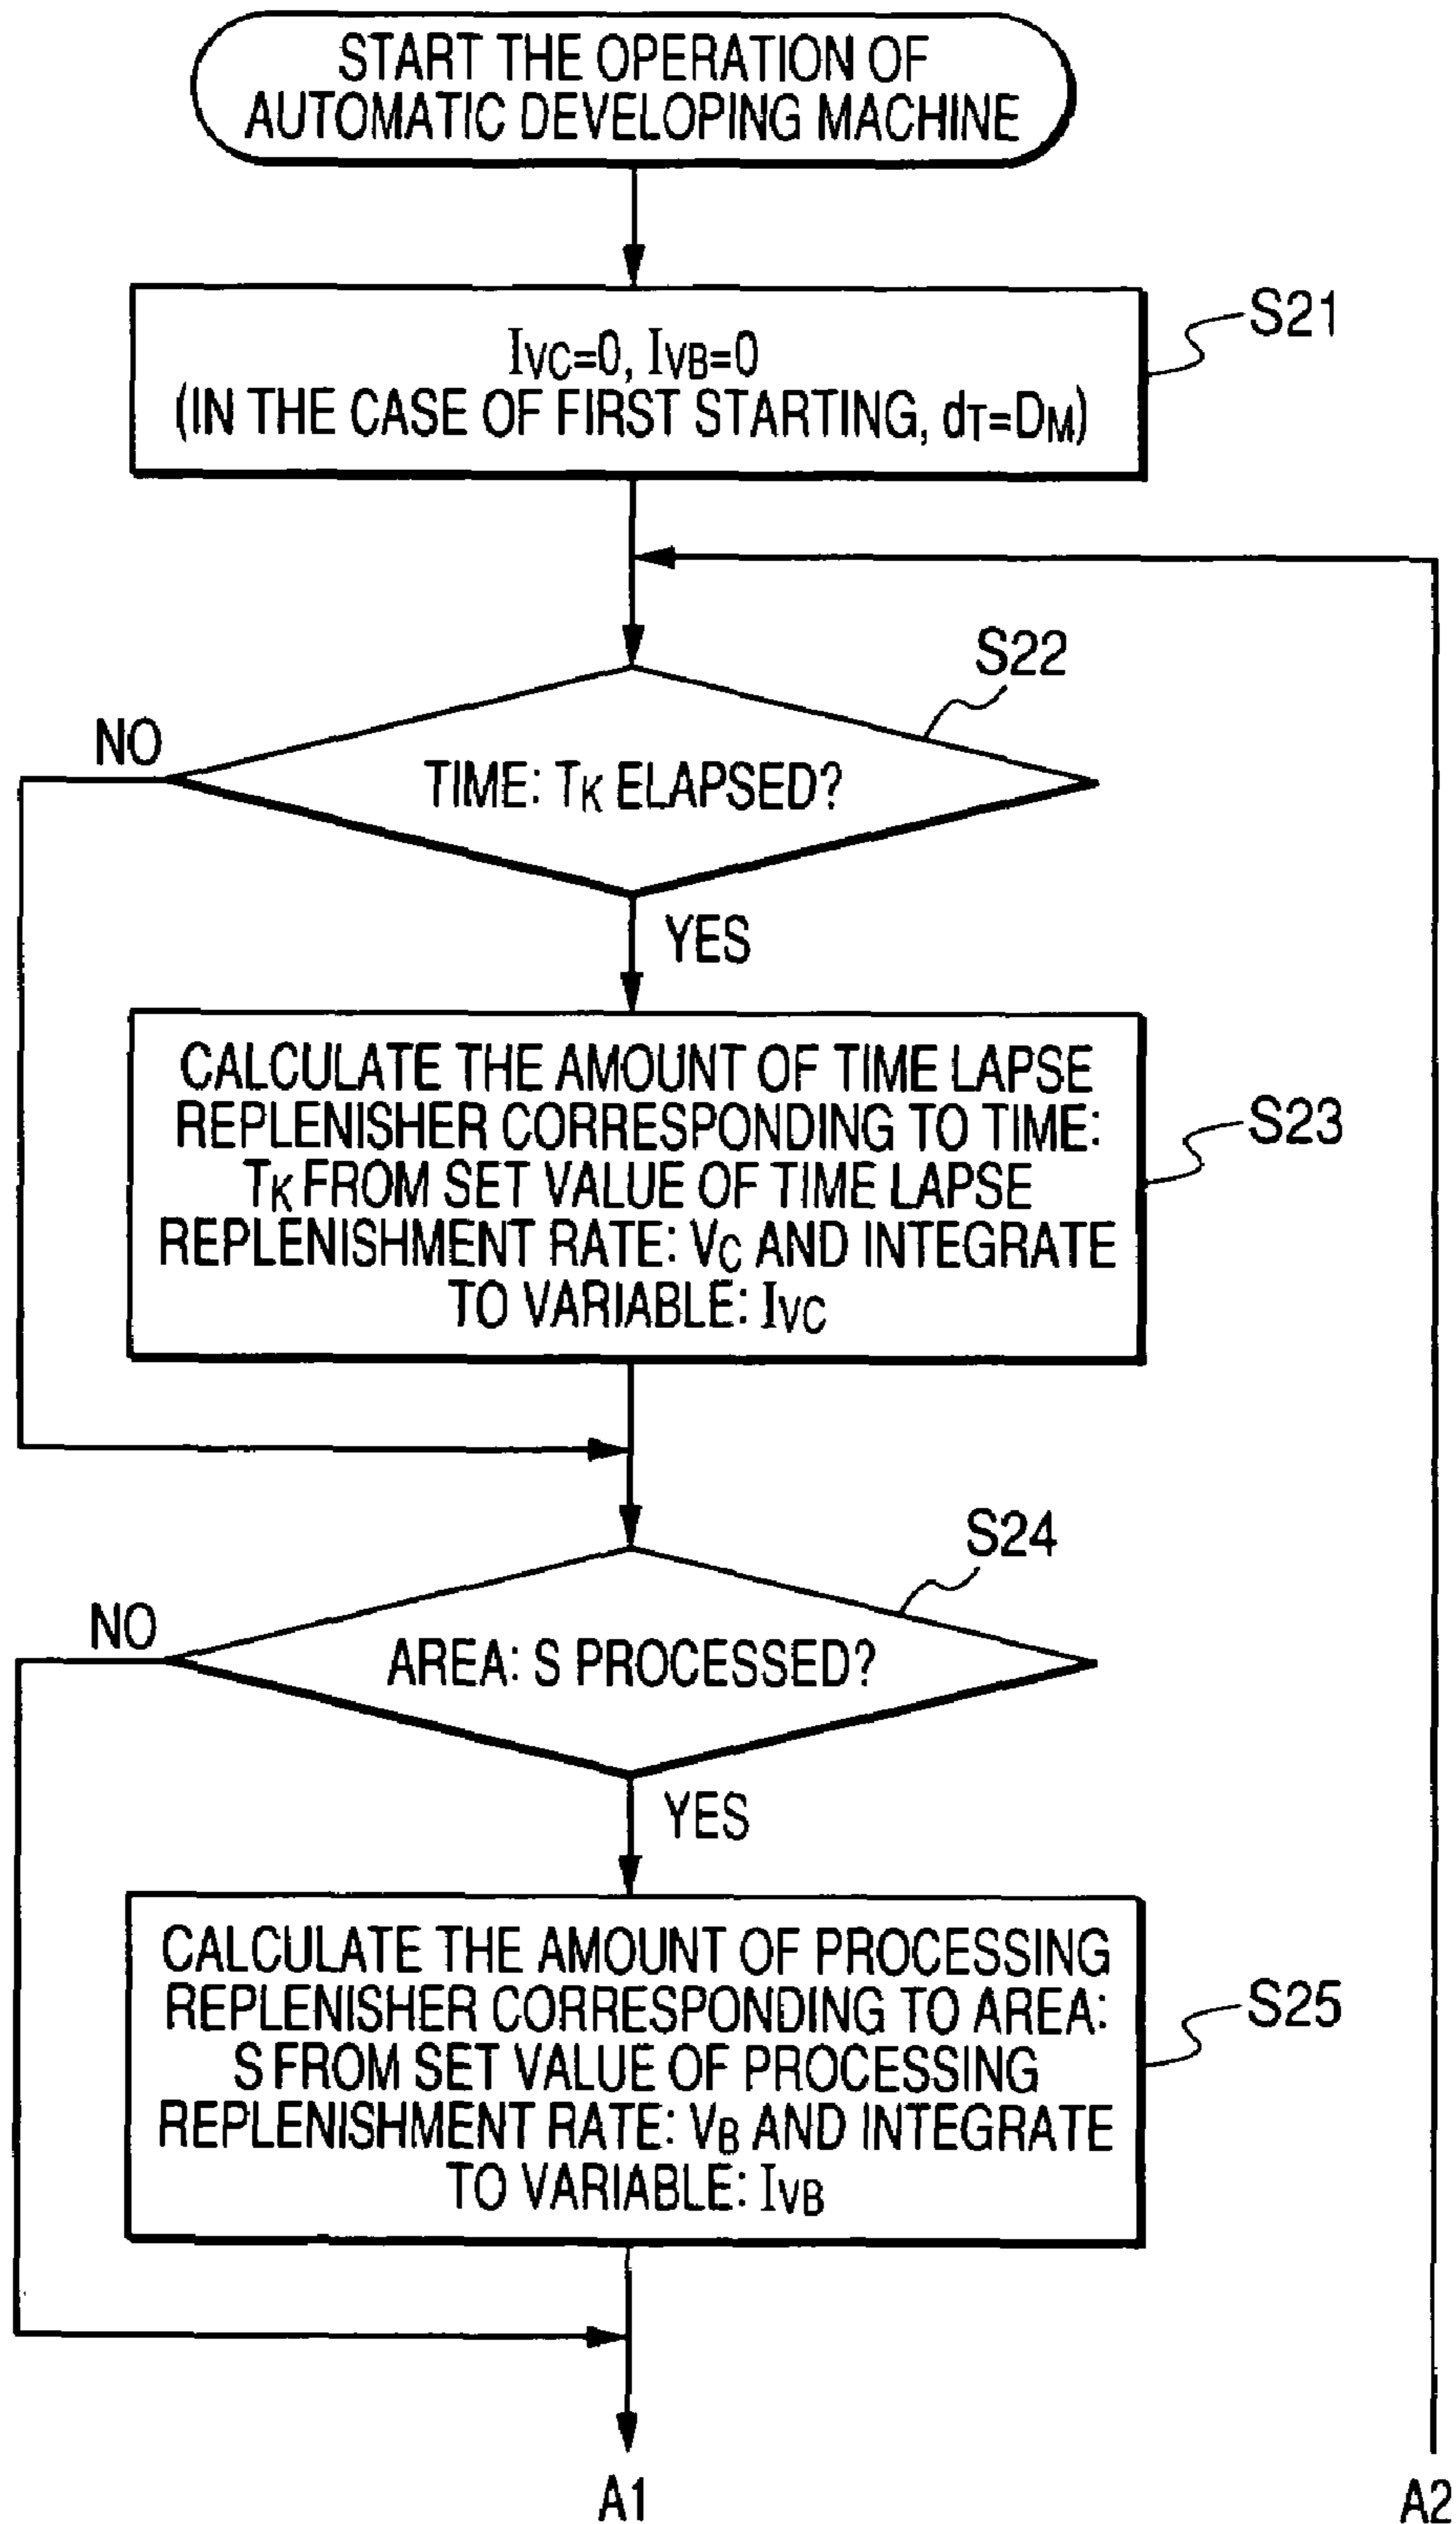 START THE OPERATION OF
AUTOMATIC DEVELOPING MACHINE
IVC=0, IVB=0
(IN THE CASE OF FIRST STARTING, dT=DM)
S21
S22
NO
TIME: TK ELAPSED?
YES
CALCULATE THE AMOUNT OF TIME LAPSE
REPLENISHER CORRESPONDING TO TIME:
TK FROM SET VALUE OF TIME LAPSE
REPLENISHMENT RATE: VC AND INTEGRATE
TO VARIABLE: IVC
S23
S24
NO
AREA: S PROCESSED?
YES
CALCULATE THE AMOUNT OF PROCESSING
REPLENISHER CORRESPONDING TO AREA:
S FROM SET VALUE OF PROCESSING
REPLENISHMENT RATE: VB AND INTEGRATE
TO VARIABLE: IVB
S25
A1
A2